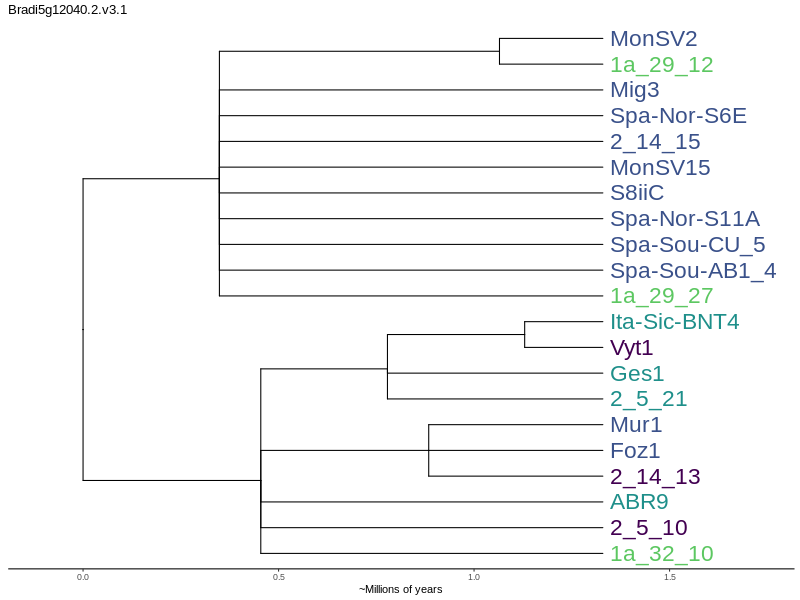 Bradi5g12040.2.v3.1
MonSV2
1a_29_12
Mig3
Spa-Nor-S6E
2_14_15
MonSV15
S8iiC
Spa-Nor-S11A
Spa-Sou-CU_5
Spa-Sou-AB1_4
1a_29_27
Ita-Sic-BNT4
Vyt1
Ges1
2_5_21
Mur1
Foz1
2_14_13
ABR9
2_5_10
1a_32_10
0.0 0.5 1.0 1.5
~Millions of years